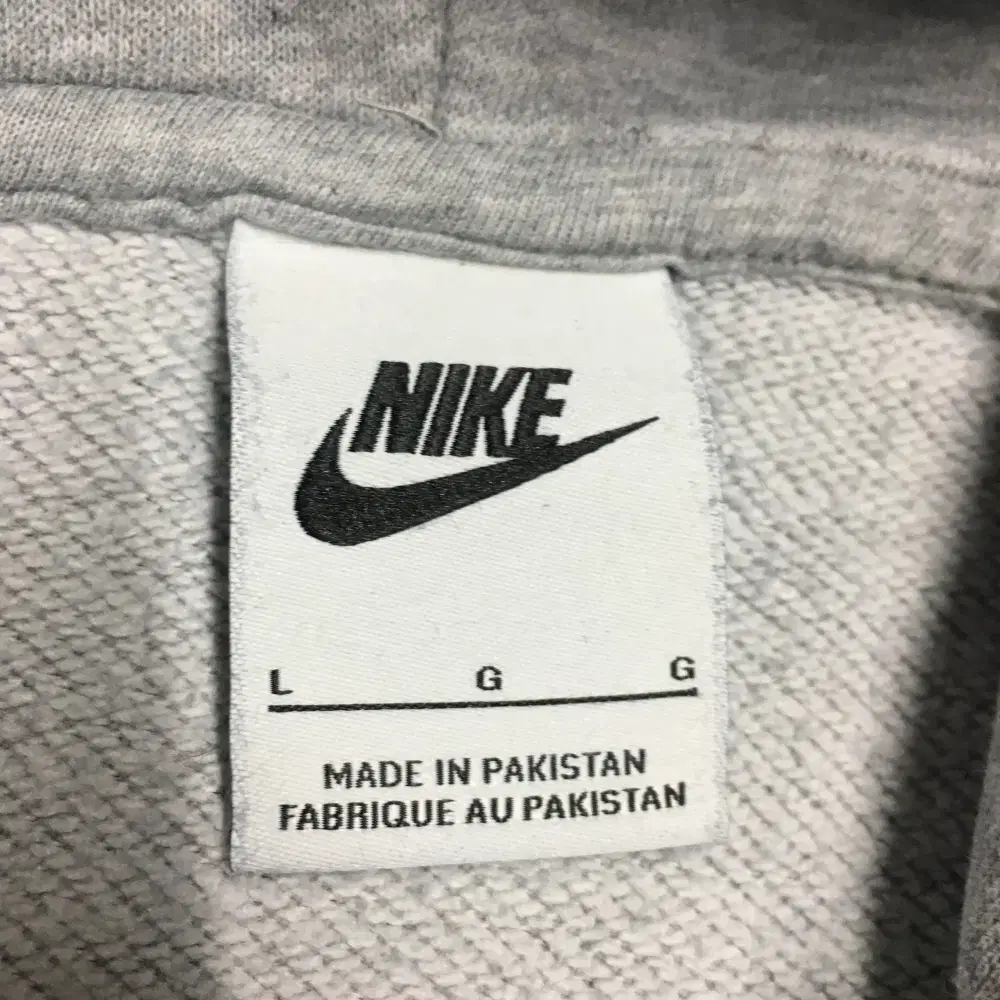 NIKE
L G G
MADE IN PAKISTAN
FABRIQUE AU PAKISTAN